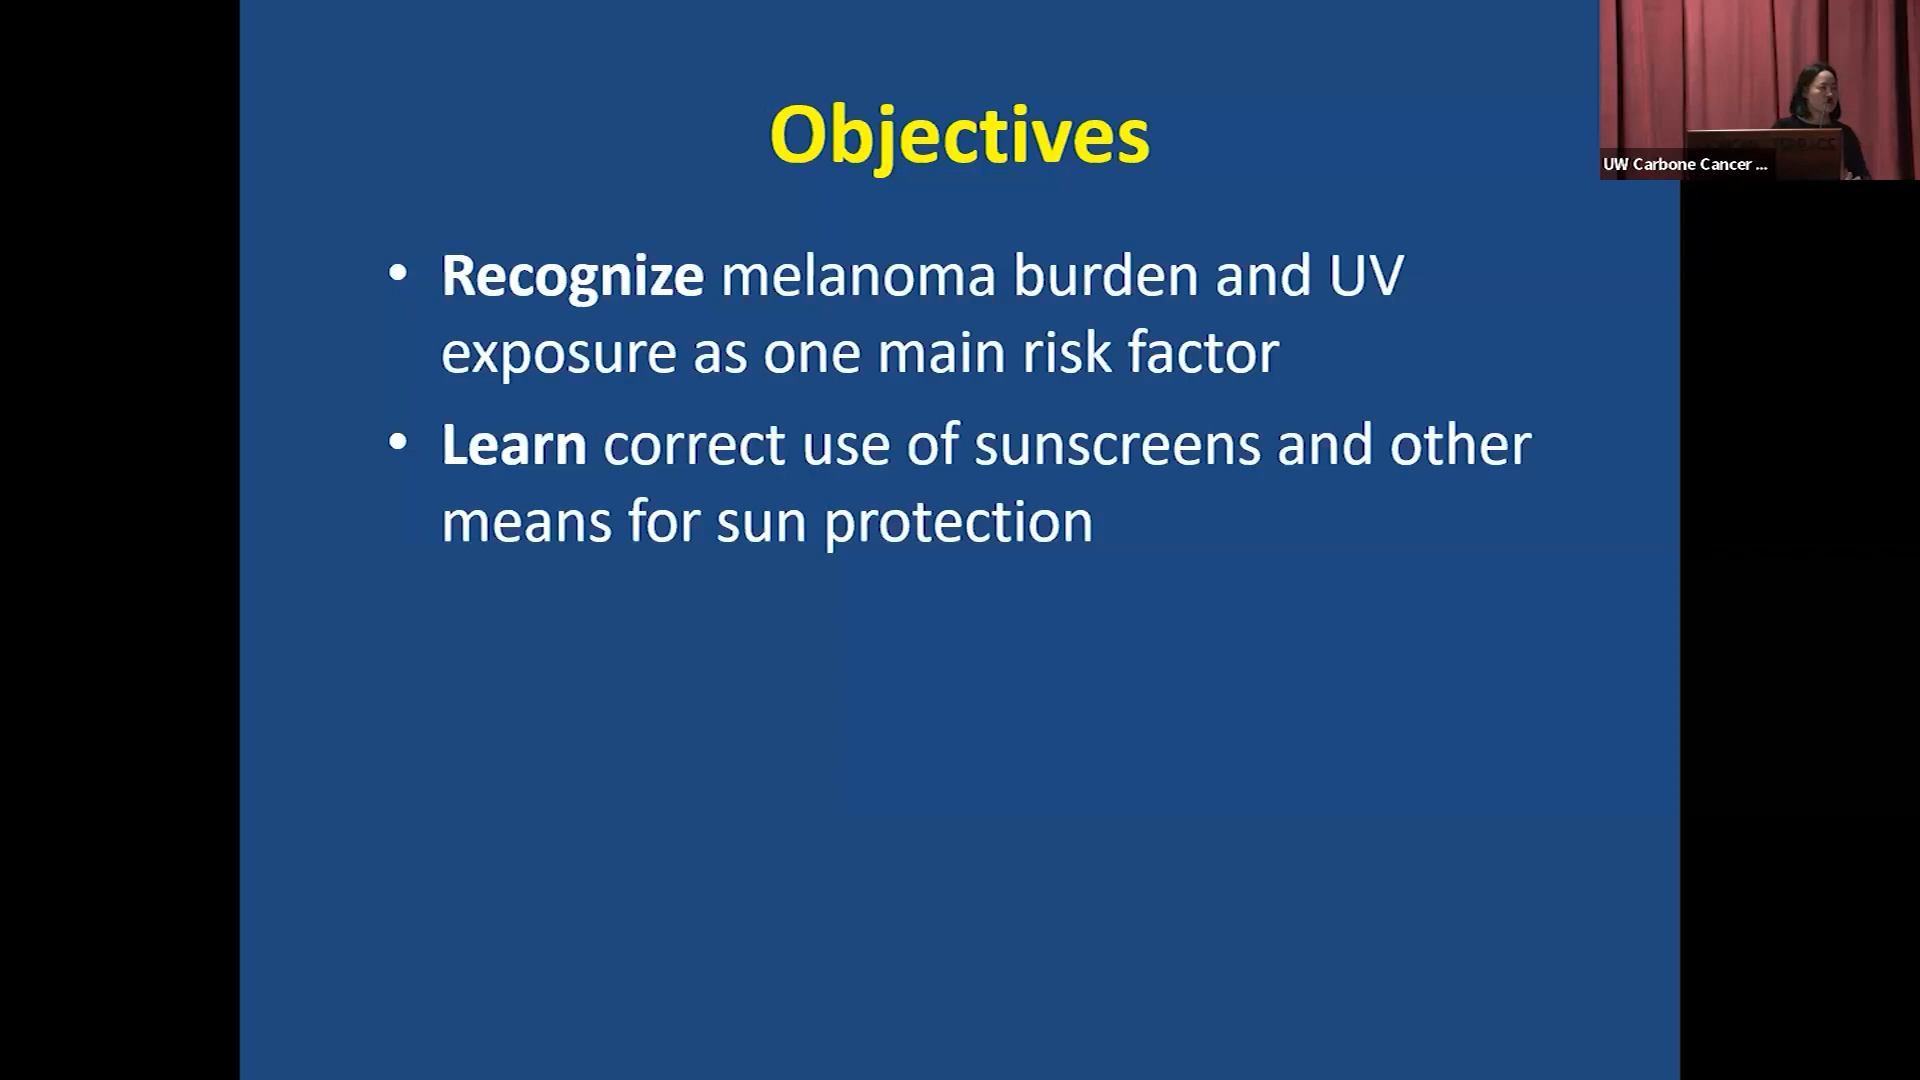 Objectives
UW Carbone Cancer ...
• Recognize melanoma burden and UV
exposure as one main risk factor
• Learn correct use of sunscreens and other
means for sun protection